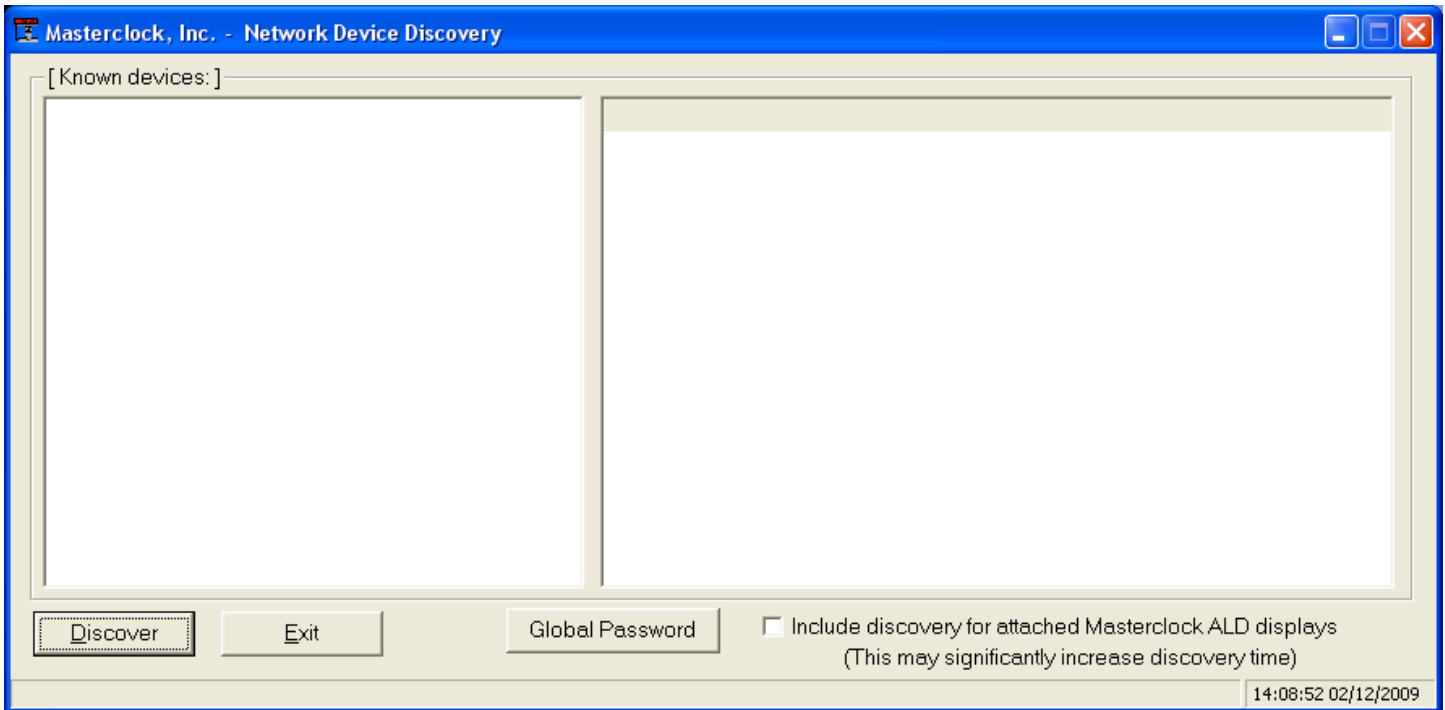 Masterclock, Inc. - Network Device Discovery
[ Known devices: ]
Discover
Exit
Global Password
Include discovery for attached Masterclock ALD displays
(This may significantly increase discovery time)
14:08:52 02/12/2009